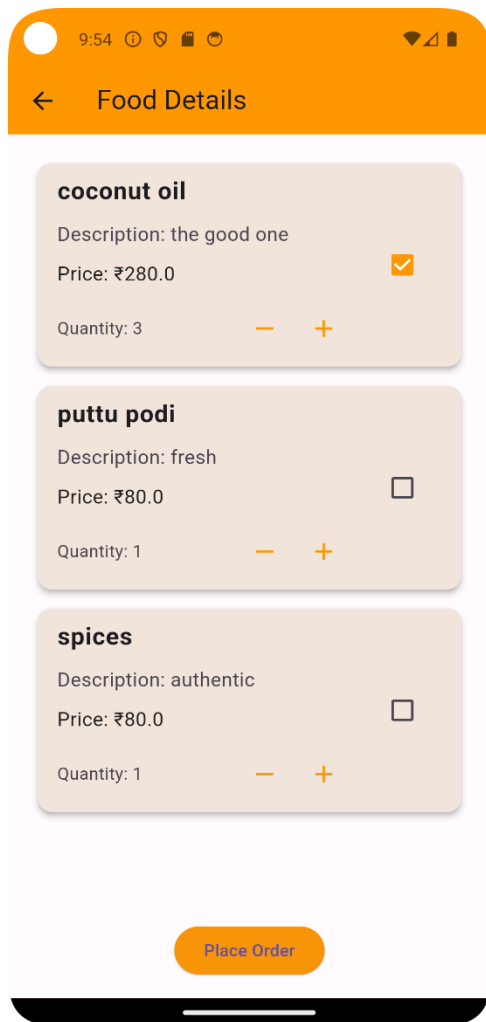 9:54
Food Details
coconut oil
Description: the good one
Price: ₹280.0
Quantity: 3
puttu podi
Description: fresh
Price: ₹80.0
Quantity: 1
spices
Description: authentic
Price: ₹80.0
Quantity: 1
Place Order